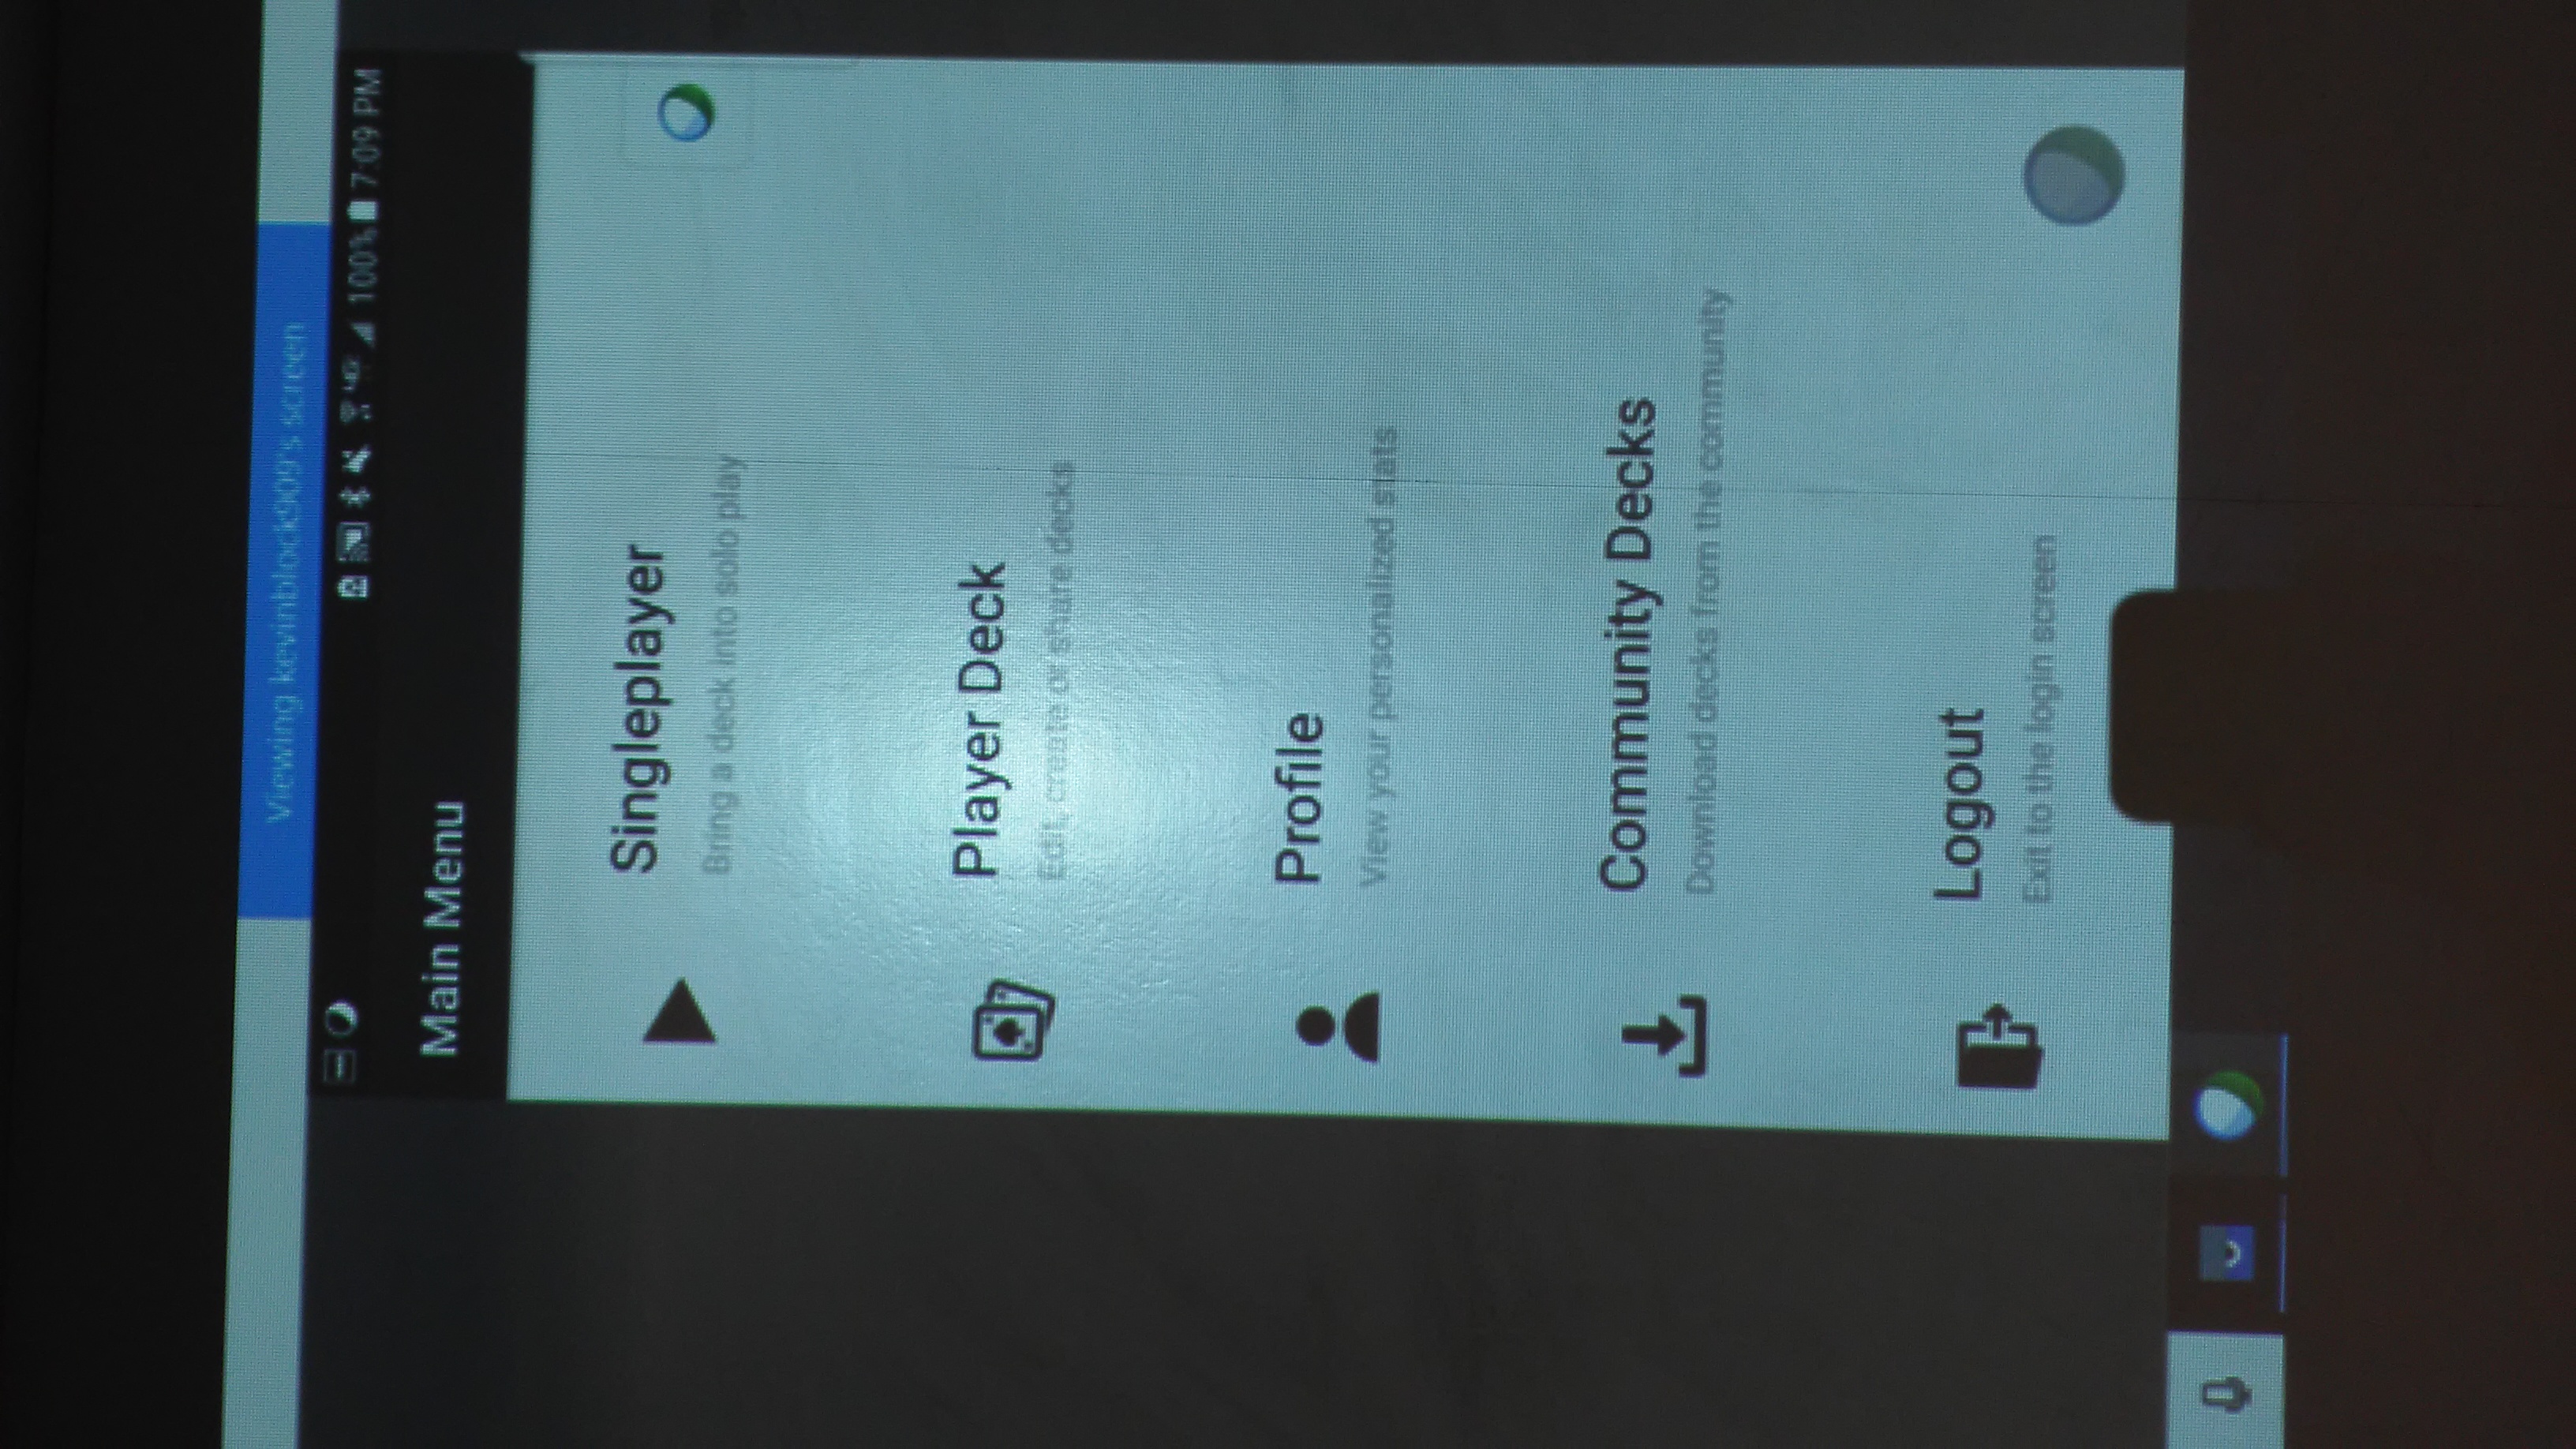 Viewing kevinblock909's screen
100% 7:09 PM
Main Menu
Singleplayer
Bring a deck into solo play
Player Deck
Edit, create or share decks
Profile
View your personalized stats
Community Decks
Download decks from the community
Logout
Exit to the login screen